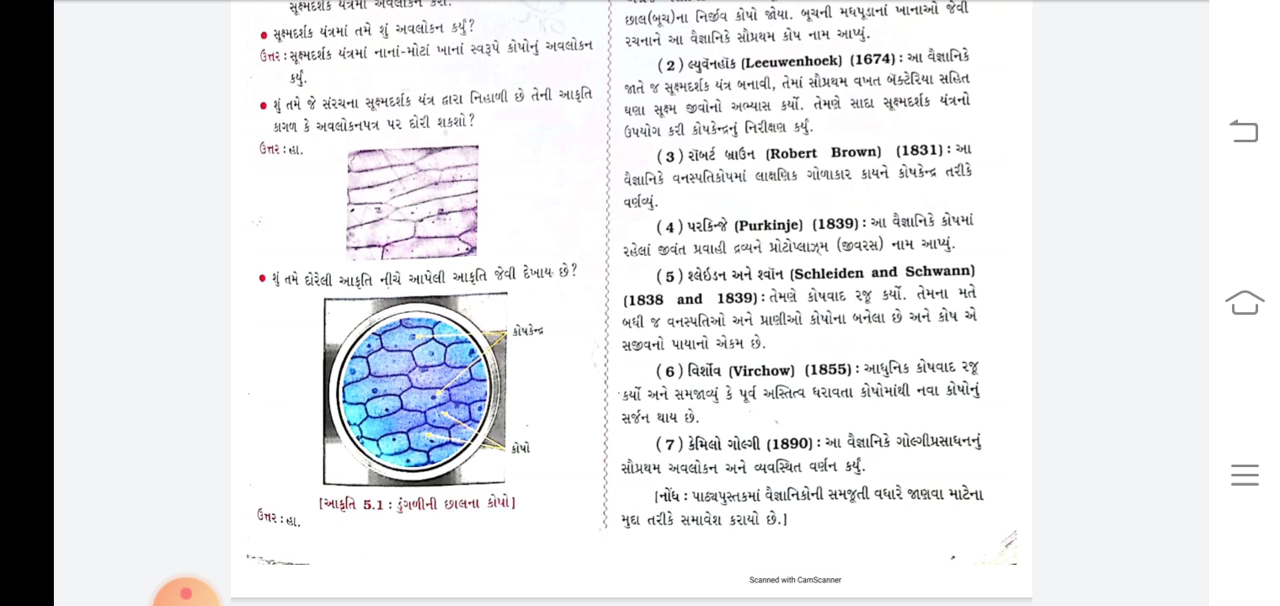 સૂક્ષ્મદર્શક યંત્રમાં અવલોકન કરો.
• સૂક્ષ્મદર્શક યંત્રમાં તમે શું અવલોકન કર્યું?
ઉત્તર : સૂક્ષ્મદર્શક યંત્રમાં નાનાં-મોટાં ખાનાં સ્વરૂપે કોષોનું અવલોકન
કર્યું.
• શું તમે જે સંરચના સૂક્ષ્મદર્શક યંત્ર દ્વારા નિહાળી છે તેની આકૃતિ
કાગળ કે અવલોકનપત્ર પર દોરી શકશો?
ઉત્તર : હા.
• શું તમે દોરેલી આકૃતિ નીચે આપેલી આકૃતિ જેવી દેખાય છે?
કોષકેન્દ્ર
કોષો
[આકૃતિ 5.1 : ડુંગળીની છાલના કોષો]
ઉત્તર : હા.
છાલ(બૂચ)ના નિર્જીવ કોષો જોયા. બૂચની મધપૂડાનાં ખાનાઓ જેવી
રચનાને આ વૈજ્ઞાનિકે સૌપ્રથમ કોષ નામ આપ્યું.
(2) લ્યુવૅનહૉક (Leeuwenhoek) (1674) : આ વૈજ્ઞાનિકે
જાતે જ સૂક્ષ્મદર્શક યંત્ર બનાવી, તેમાં સૌપ્રથમ વખત બૅક્ટેરિયા સહિત
ઘણા સૂક્ષ્મ જીવોનો અભ્યાસ કર્યો. તેમણે સાદા સૂક્ષ્મદર્શક યંત્રનો
ઉપયોગ કરી કોષકેન્દ્રનું નિરીક્ષણ કર્યું.
(3) રૉબર્ટ બ્રાઉન (Robert Brown) (1831) : આ
વૈજ્ઞાનિકે વનસ્પતિકોષમાં લાક્ષણિક ગોળાકાર કાયને કોષકેન્દ્ર તરીકે
વર્ણવ્યું.
(4) પરકિન્જે (Purkinje) (1839) : આ વૈજ્ઞાનિકે કોષમાં
રહેલાં જીવંત પ્રવાહી દ્રવ્યને પ્રોટોપ્લાઝ્મ (જીવરસ) નામ આપ્યું.
(5) શ્લેઇડન અને શ્વૉન (Schleiden and Schwann)
(1838 and 1839) : તેમણે કોષવાદ રજૂ કર્યો. તેમના મતે
બધી જ વનસ્પતિઓ અને પ્રાણીઓ કોષોના બનેલા છે અને કોષ એ
સજીવનો પાયાનો એકમ છે.
(6) વિર્શોવ (Virchow) (1855) : આધુનિક કોષવાદ રજૂ
કર્યો અને સમજાવ્યું કે પૂર્વ અસ્તિત્વ ધરાવતા કોષોમાંથી નવા કોષોનું
સર્જન થાય છે.
(7) કેમિલો ગોલ્ગી (1890) : આ વૈજ્ઞાનિકે ગોલ્ગીપ્રસાધનનું
સૌપ્રથમ અવલોકન અને વ્યવસ્થિત વર્ણન કર્યું.
[નોંધ : પાઠ્યપુસ્તકમાં વૈજ્ઞાનિકોની સમજૂતી વધારે જાણવા માટેના
મુદ્દા તરીકે સમાવેશ કરાયો છે.]
Scanned with CamScanner